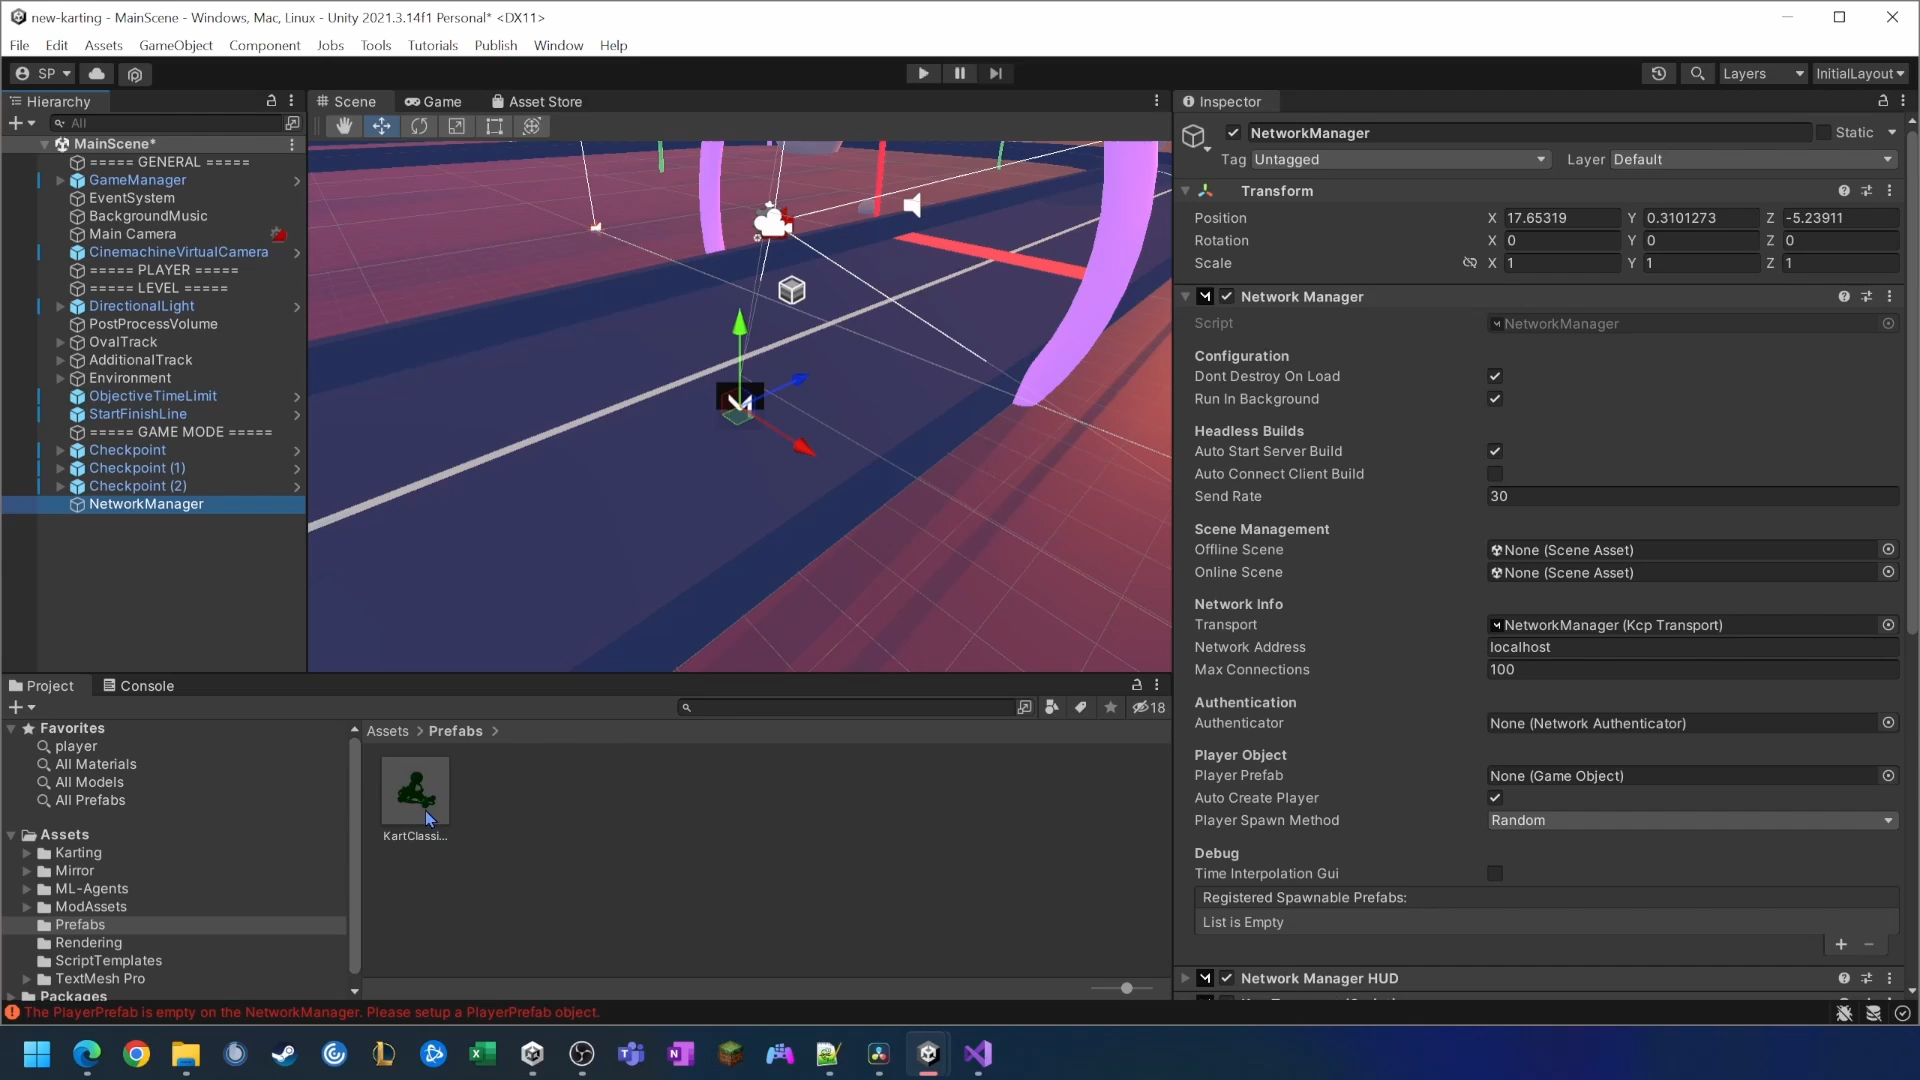 new-karting - MainScene - Windows, Mac, Linux - Unity 2021.3.14f1 Personal* <DX11>
File Edit Assets GameObject Component Jobs Tools Tutorials Publish Window Help
SP Layers InitialLayout
Hierarchy
All
MainScene*
===== GENERAL =====
GameManager
EventSystem
BackgroundMusic
Main Camera
CinemachineVirtualCamera
===== PLAYER =====
===== LEVEL =====
DirectionalLight
PostProcessVolume
OvalTrack
AdditionalTrack
Environment
ObjectiveTimeLimit
StartFinishLine
===== GAME MODE =====
Checkpoint
Checkpoint (1)
Checkpoint (2)
NetworkManager
Scene Game Asset Store
Inspector
NetworkManager Static
Tag Untagged Layer Default
Transform
Position X 17.65319 Y 0.3101273 Z -5.23911
Rotation X 0 Y 0 Z 0
Scale X 1 Y 1 Z 1
Network Manager
Script NetworkManager
Configuration
Dont Destroy On Load
Run In Background
Headless Builds
Auto Start Server Build
Auto Connect Client Build
Send Rate 30
Scene Management
Offline Scene None (Scene Asset)
Online Scene None (Scene Asset)
Network Info
Transport NetworkManager (Kcp Transport)
Network Address localhost
Max Connections 100
Authentication
Authenticator None (Network Authenticator)
Player Object
Player Prefab None (Game Object)
Auto Create Player
Player Spawn Method Random
Debug
Time Interpolation Gui
Registered Spawnable Prefabs:
List is Empty
Network Manager HUD
Project Console
18
Favorites
player
All Materials
All Models
All Prefabs
Assets
Karting
Mirror
ML-Agents
ModAssets
Prefabs
Rendering
ScriptTemplates
TextMesh Pro
Packages
Assets > Prefabs >
KartClassi...
The PlayerPrefab is empty on the NetworkManager. Please setup a PlayerPrefab object.